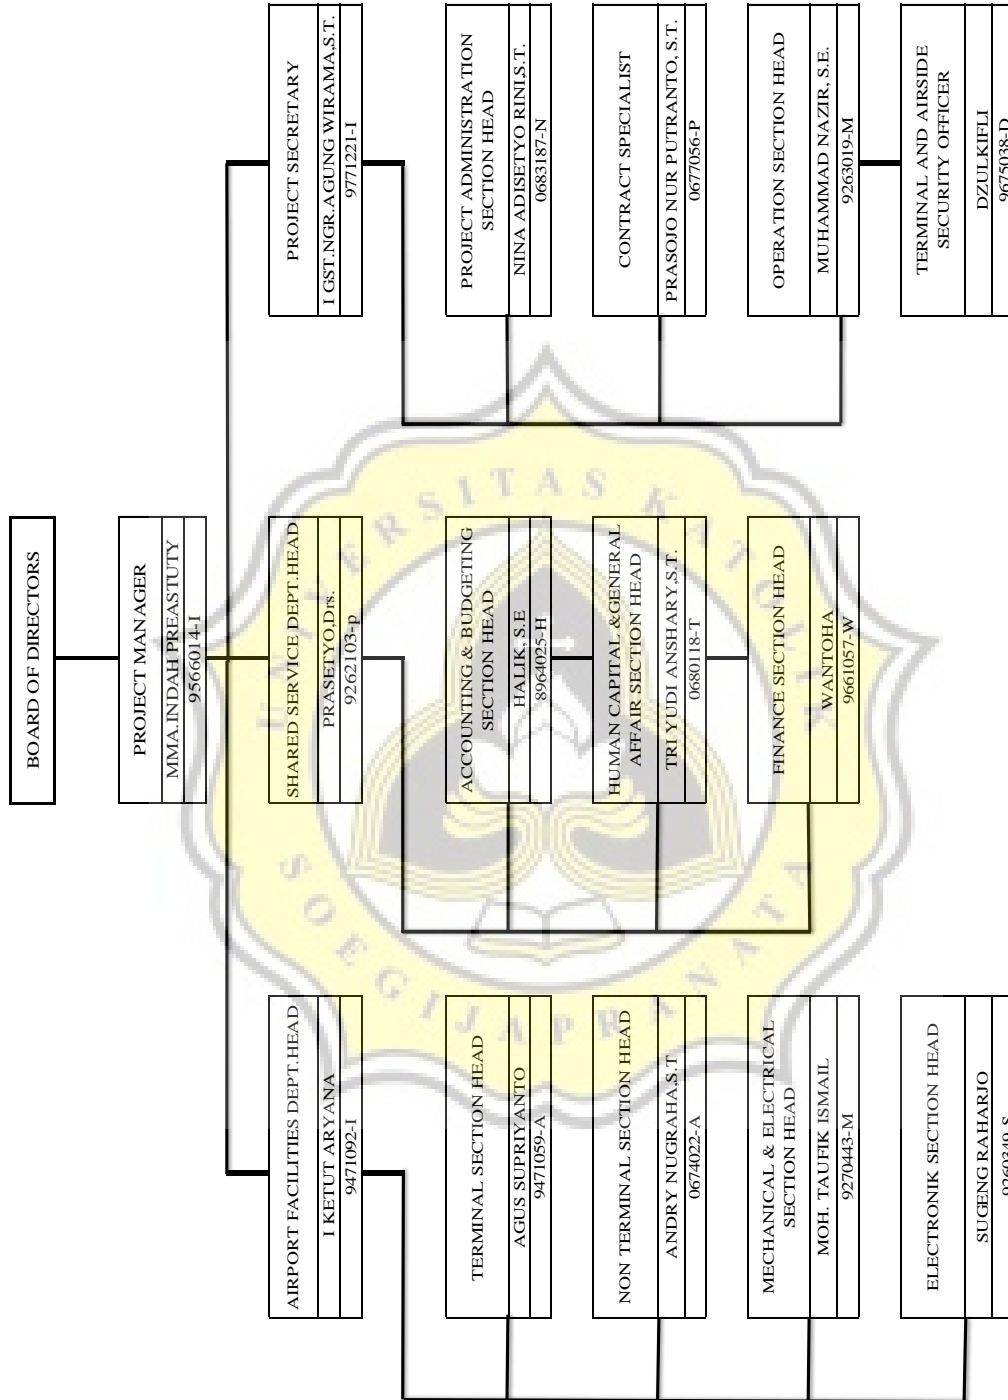 BOARD OF DIRECTORS
PROJECT MANAGER
MMA.INDAH PREASTUTY
9566014-I
AIRPORT FACILITIES DEPT.HEAD
I KETUT ARYANA
9471092-I
SHARED SERVICE DEPT.HEAD
PRASETYO,Drs.
9262103-p
PROJECT SECRETARY
I GST.NGR.AGUNG WIRAMA,S.T.
9771221-I
TERMINAL SECTION HEAD
AGUS SUPRIYANTO
9471059-A
ACCOUNTING & BUDGETING
SECTION HEAD
HALIK, S.E
8964025-H
PROJECT ADMINISTRATION
SECTION HEAD
NINA ADISETYO RINI,S.T.
0683187-N
NON TERMINAL SECTION HEAD
ANDRY NUGRAHA,S.T
0674022-A
HUMAN CAPITAL &GENERAL
AFFAIR SECTION HEAD
TRI YUDI ANSHARY,S.T.
0680118-T
CONTRACT SPECIALIST
PRASOJO NUR PUTRANTO, S.T.
0677056-P
MECHANICAL & ELECTRICAL
SECTION HEAD
MOH. TAUFIK ISMAIL
9270443-M
FINANCE SECTION HEAD
WANTOHA
9661057-W
OPERATION SECTION HEAD
MUHAMMAD NAZIR, S.E.
9263019-M
ELECTRONIK SECTION HEAD
SUGENG RAHARJO
9260349-S
TERMINAL AND AIRSIDE
SECURITY OFFICER
DZULKIFLI
9675038-D
UNIVERSITAS KATOLIK
SOEGIJAPRANATA